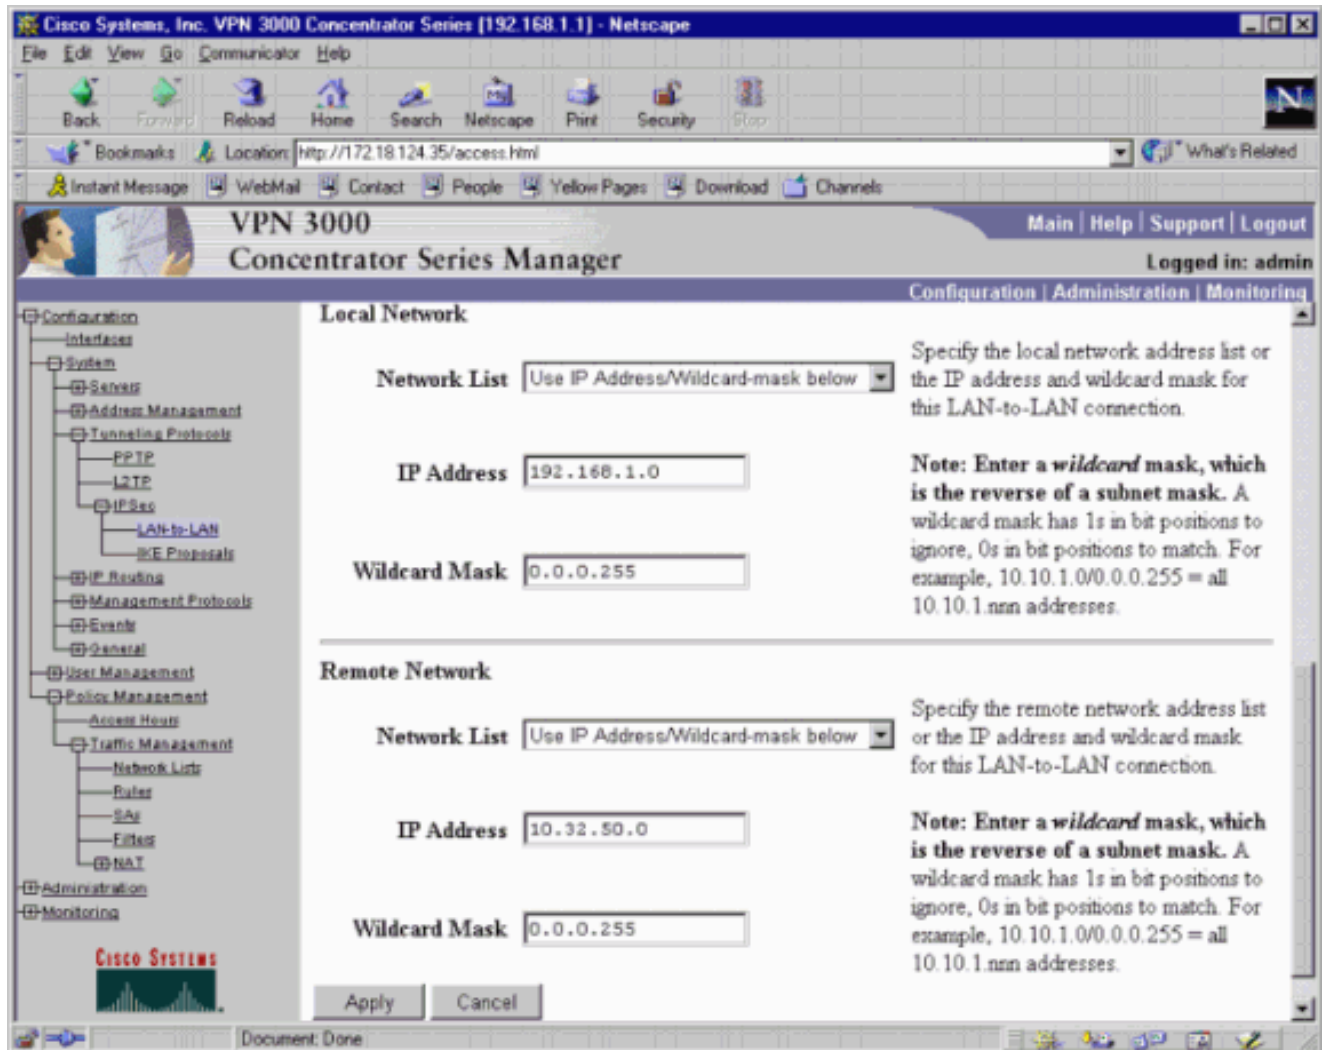 Cisco Systems, Inc. VPN 3000 Concentrator Series [192.168.1.1] - Netscape
File Edit View Go Communicator Help
Back Forward Reload Home Search Netscape Print Security Stop
Bookmarks Location: http://172.18.124.35/access.html What's Related
Instant Message WebMail Contact People Yellow Pages Download Channels
VPN 3000
Concentrator Series Manager
Main | Help | Support | Logout
Logged in: admin
Configuration | Administration | Monitoring
Configuration
Interfaces
System
Servers
Address Management
Tunneling Protocols
PPTP
L2TP
IPSec
LAN-to-LAN
IKE Proposals
IP Routing
Management Protocols
Events
General
User Management
Policy Management
Access Hours
Traffic Management
Network Lists
Rules
SAs
Filters
NAT
Administration
Monitoring
CISCO SYSTEMS
Local Network
Network List Use IP Address/Wildcard-mask below
Specify the local network address list or
the IP address and wildcard mask for
this LAN-to-LAN connection.
IP Address 192.168.1.0
Wildcard Mask 0.0.0.255
Note: Enter a wildcard mask, which
is the reverse of a subnet mask. A
wildcard mask has 1s in bit positions to
ignore, 0s in bit positions to match. For
example, 10.10.1.0/0.0.0.255 = all
10.10.1.nnn addresses.
Remote Network
Network List Use IP Address/Wildcard-mask below
Specify the remote network address list
or the IP address and wildcard mask
for this LAN-to-LAN connection.
IP Address 10.32.50.0
Wildcard Mask 0.0.0.255
Note: Enter a wildcard mask, which
is the reverse of a subnet mask. A
wildcard mask has 1s in bit positions to
ignore, 0s in bit positions to match. For
example, 10.10.1.0/0.0.0.255 = all
10.10.1.nnn addresses.
Apply Cancel
Document: Done